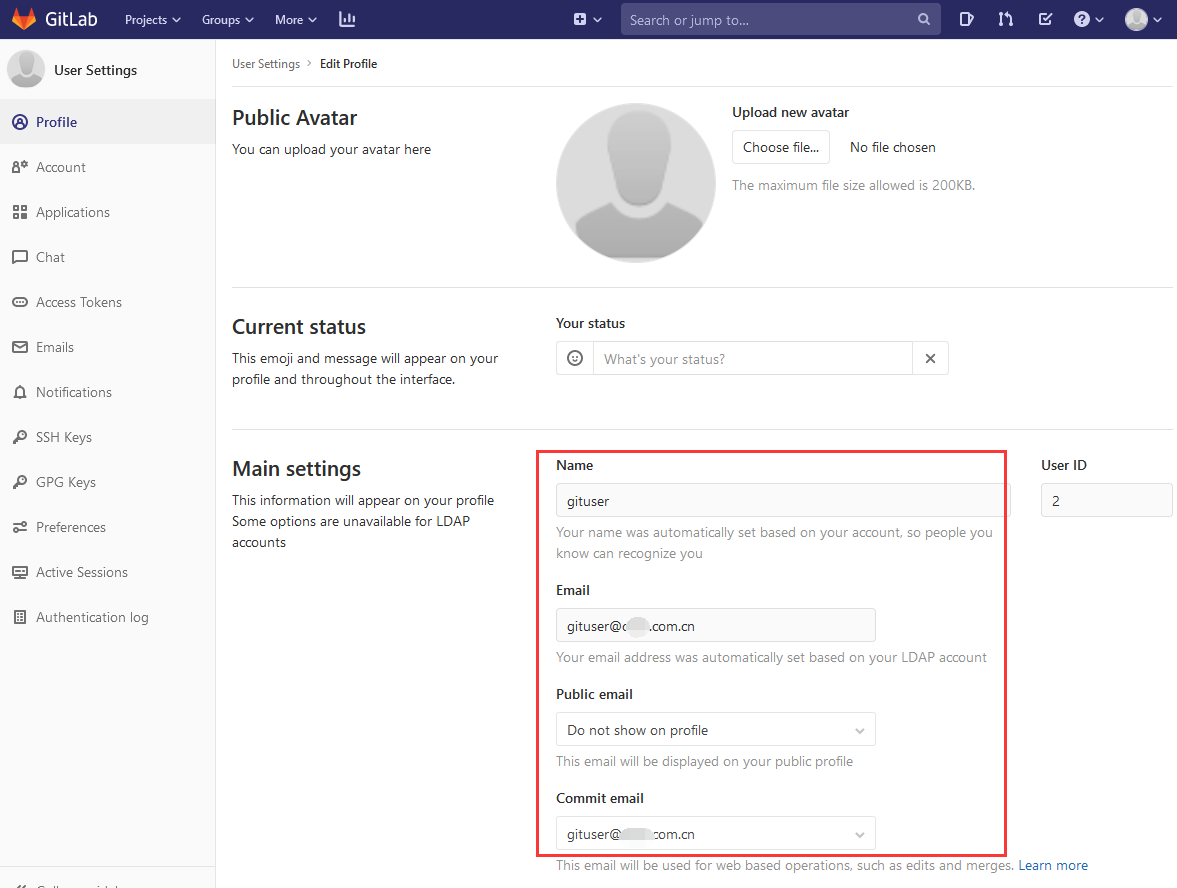 GitLab Projects Groups More Search or jump to...
User Settings
Profile
Account
Applications
Chat
Access Tokens
Emails
Notifications
SSH Keys
GPG Keys
Preferences
Active Sessions
Authentication log
User Settings › Edit Profile
Public Avatar
You can upload your avatar here
Upload new avatar
Choose file... No file chosen
The maximum file size allowed is 200KB.
Current status
This emoji and message will appear on your
profile and throughout the interface.
Your status
What's your status?
Main settings
This information will appear on your profile
Some options are unavailable for LDAP
accounts
Name
gituser
Your name was automatically set based on your account, so people you
know can recognize you
User ID
2
Email
gituser@ .com.cn
Your email address was automatically set based on your LDAP account
Public email
Do not show on profile
This email will be displayed on your public profile
Commit email
gituser@ com.cn
This email will be used for web based operations, such as edits and merges. Learn more